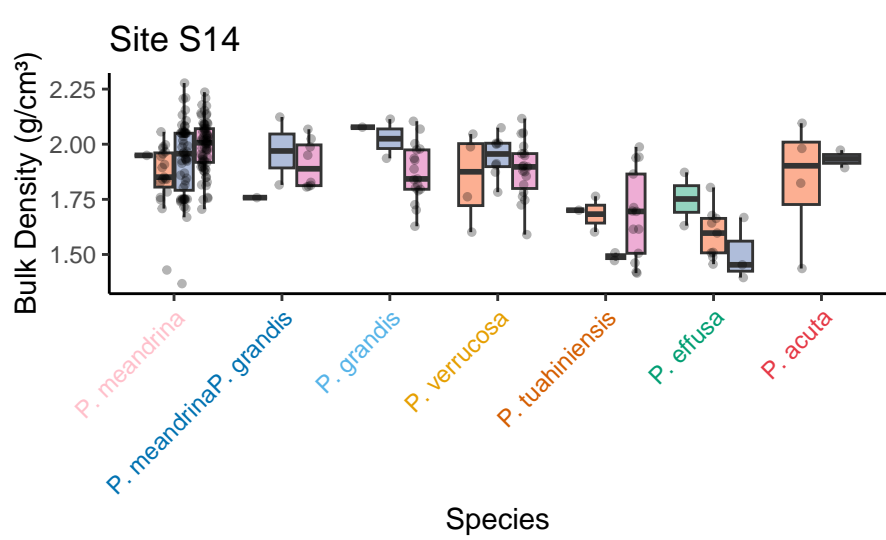 Site S14
Bulk Density (g/cm³)
2.25
2.00
1.75
1.50
P. meandrina
P. meandrinaP. grandis
P. grandis
P. verrucosa
P. tuahiniensis
P. effusa
P. acuta
Species